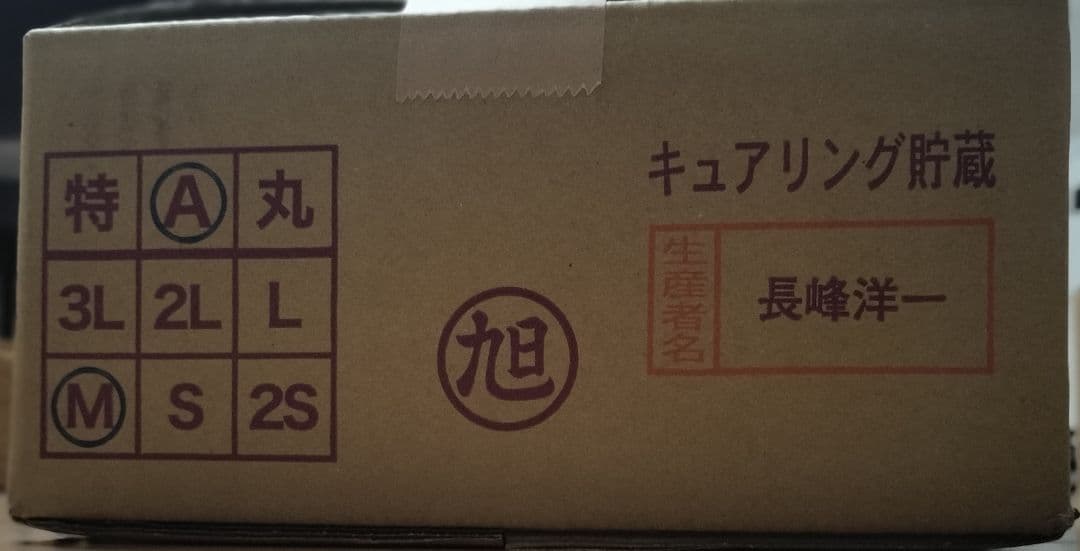 特 A 丸
3L 2L L
M S 2S
旭
キュアリング貯蔵
生産者名
長峰洋一